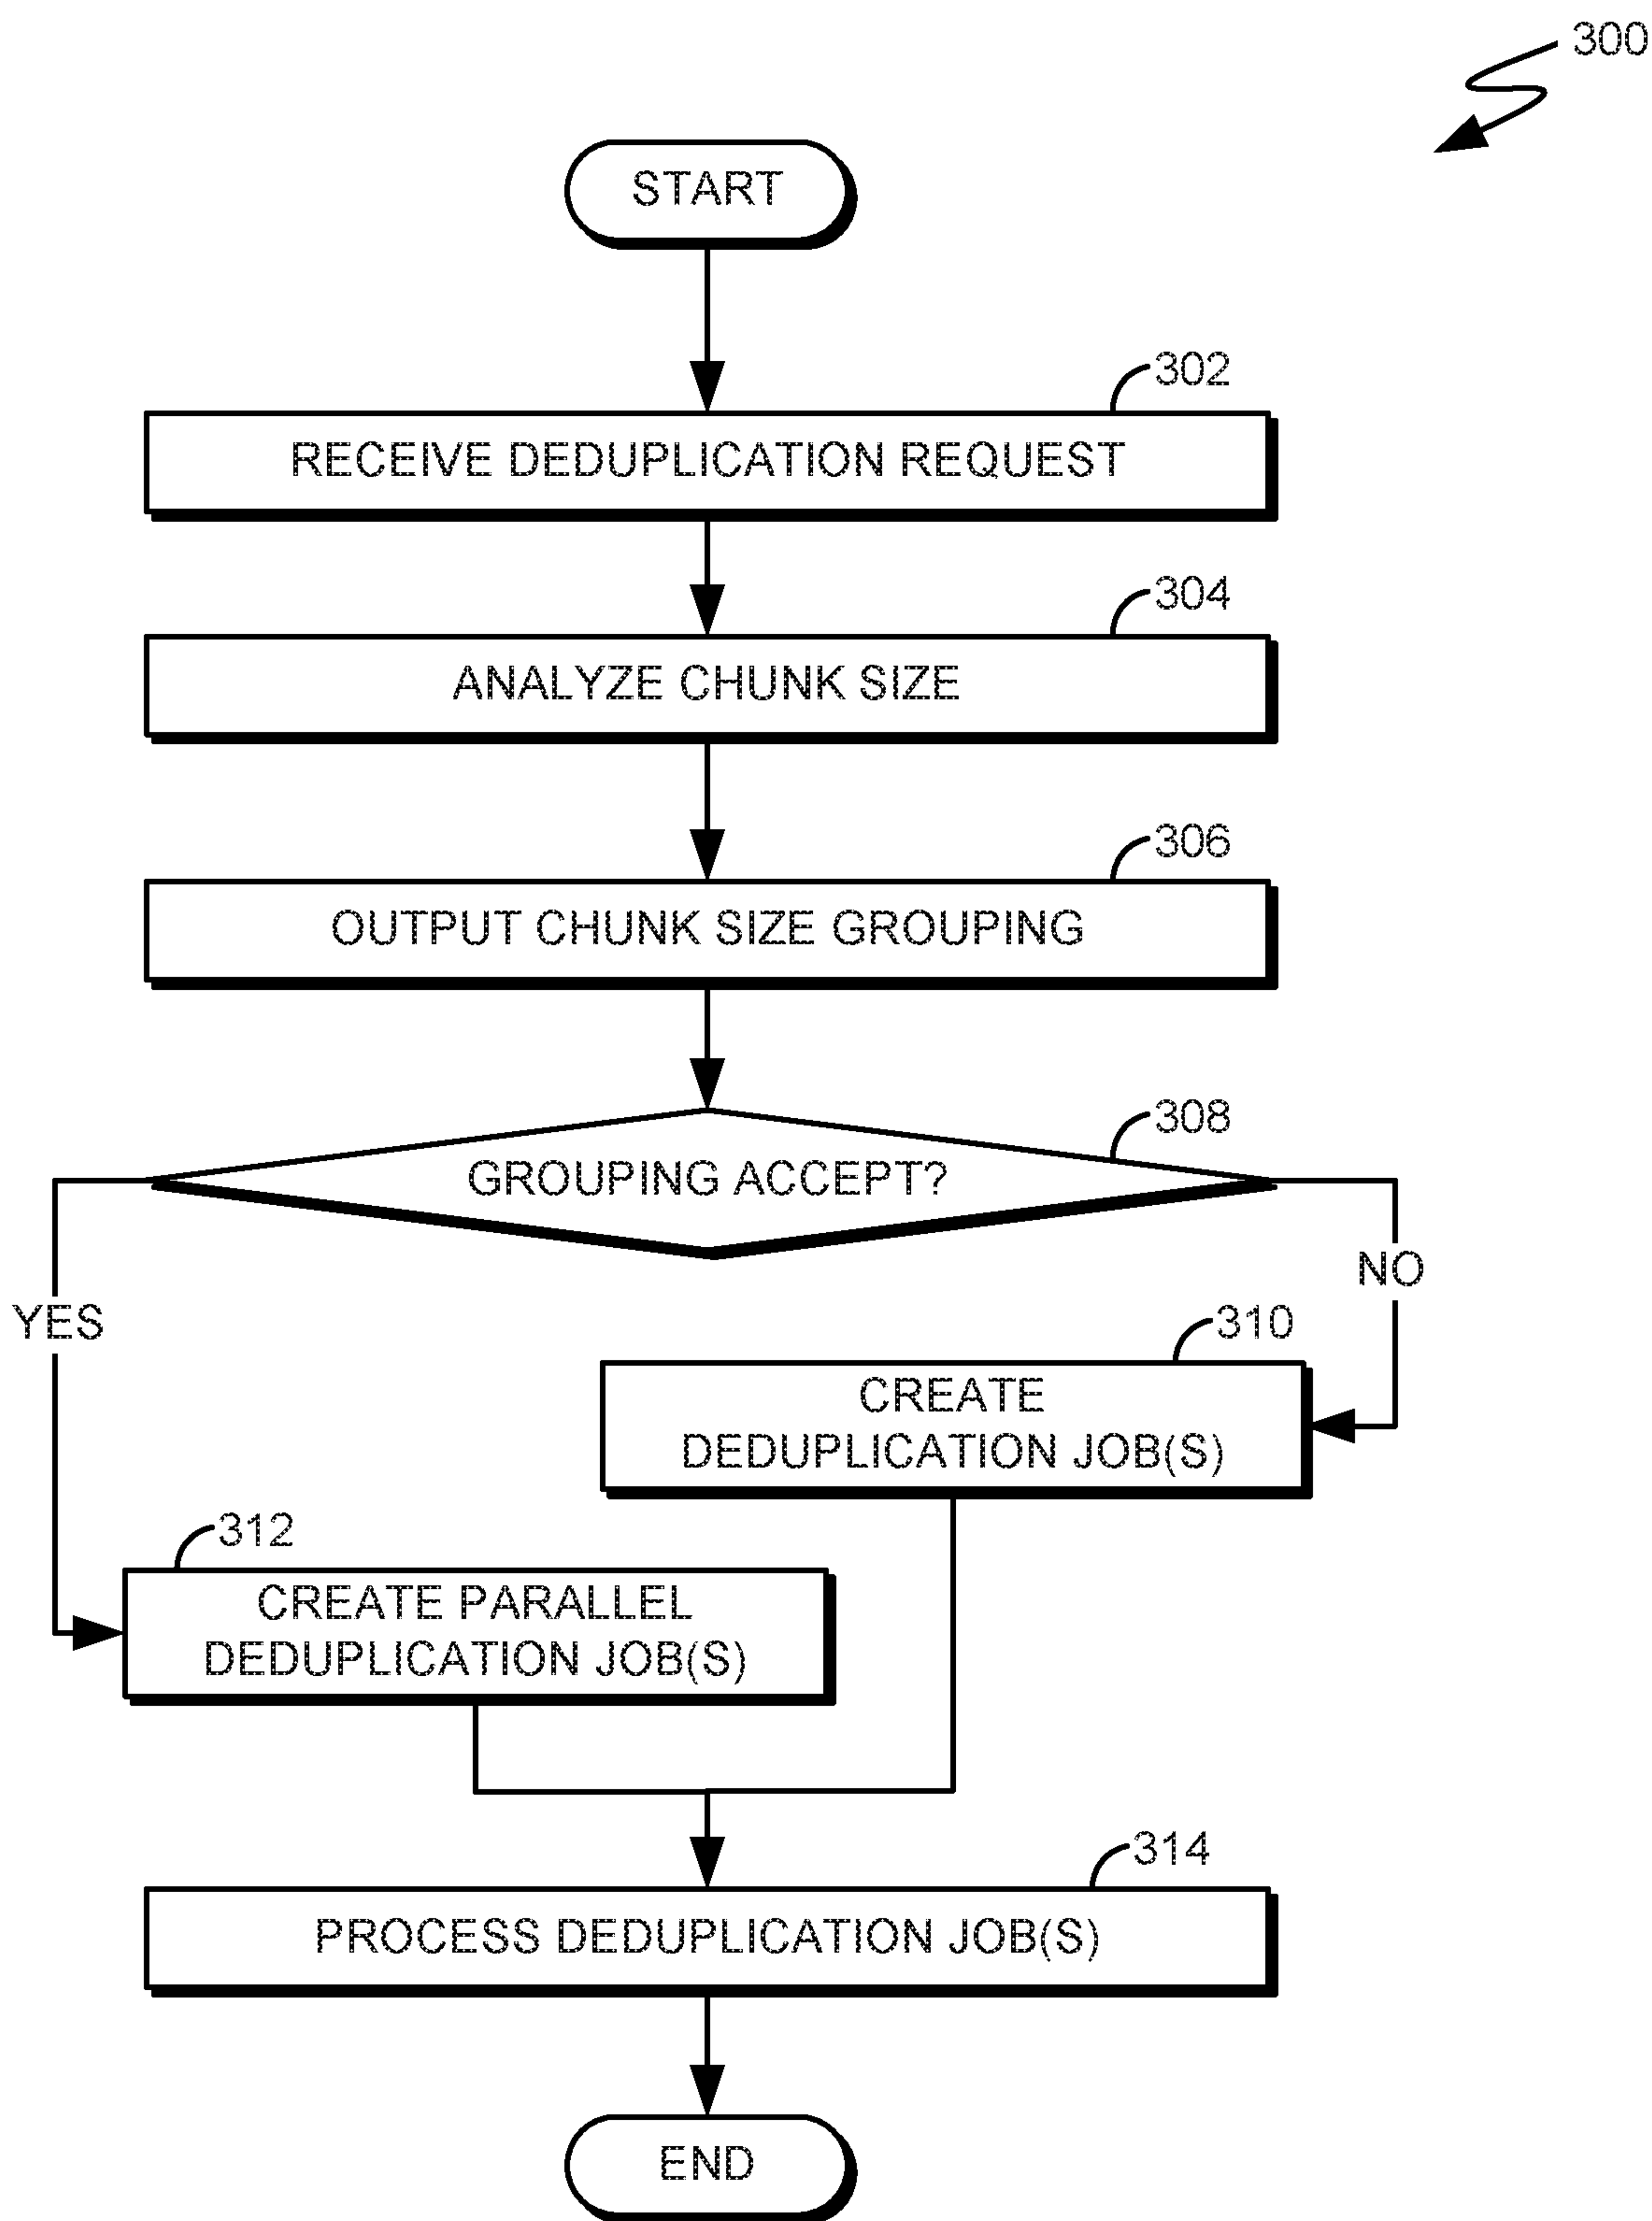 300
START
302
RECEIVE DEDUPLICATION REQUEST
304
ANALYZE CHUNK SIZE
306
OUTPUT CHUNK SIZE GROUPING
308
GROUPING ACCEPT?
NO
YES
310
CREATE
DEDUPLICATION JOB(S)
312
CREATE PARALLEL
DEDUPLICATION JOB(S)
314
PROCESS DEDUPLICATION JOB(S)
END